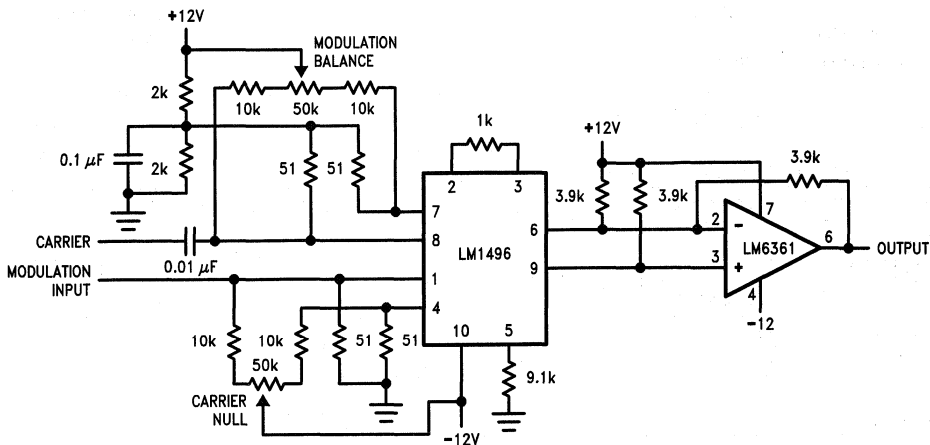 +12V
MODULATION
BALANCE
2k
10k
50k
10k
0.1 μF
2k
51
51
1k
2
3
+12V
3.9k
3.9k
3.9k
7
8
CARRIER
0.01 μF
LM1496
6
9
2
-
7
LM6361
6
OUTPUT
3
+
4
-12
MODULATION
INPUT
1
4
10
5
10k
10k
50k
51
51
9.1k
CARRIER
NULL
-12V